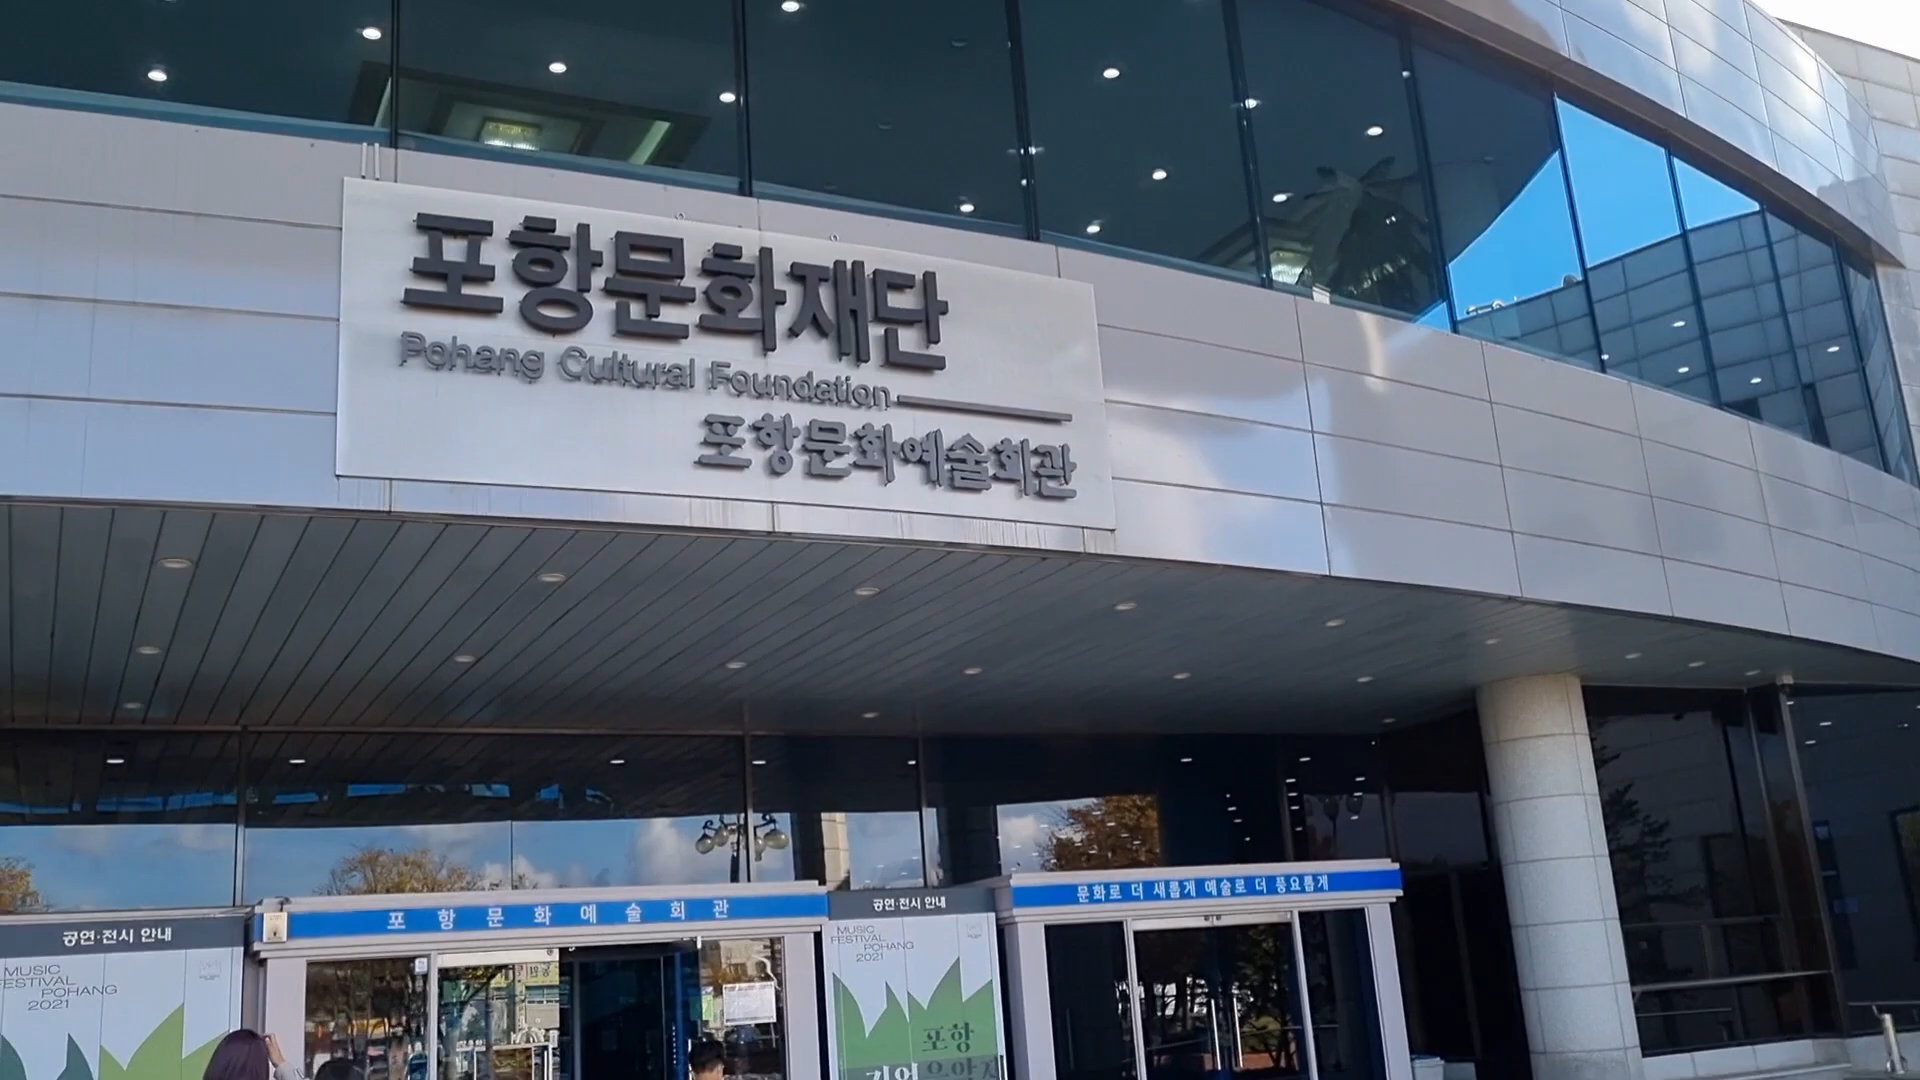 포항문화재단
Pohang Cultural Foundation
포항문화예술회관
포항문화예술회관
문화로 더 새롭게 예술로 더 풍요롭게
공연·전시 안내
MUSIC
FESTIVAL
POHANG
2021
공연·전시 안내
MUSIC
FESTIVAL
POHANG
2021
포항